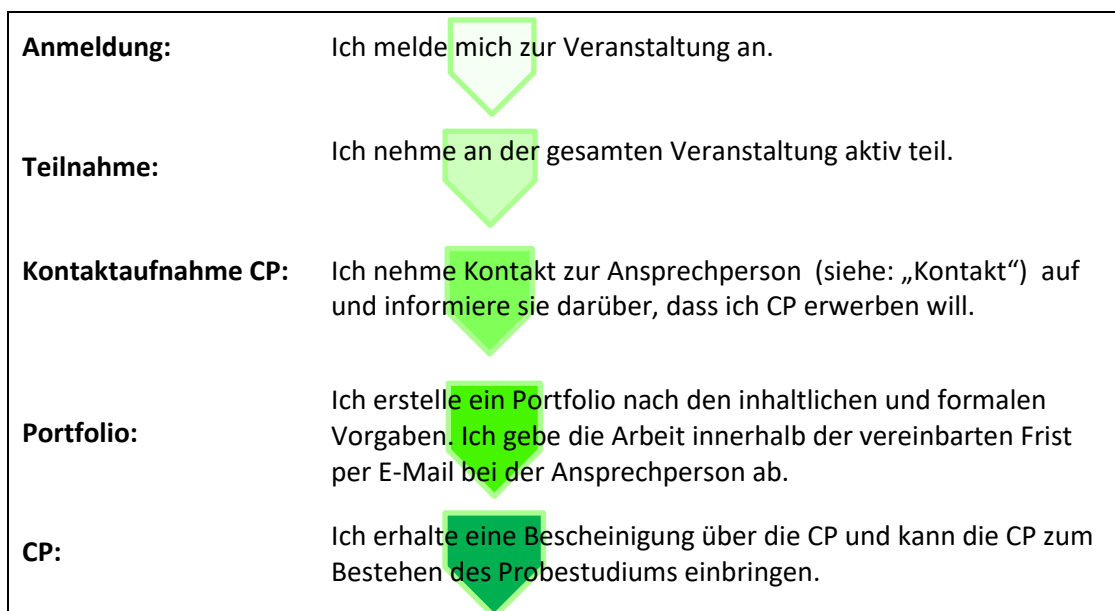 Anmeldung: Ich melde mich zur Veranstaltung an.
Teilnahme: Ich nehme an der gesamten Veranstaltung aktiv teil.
Kontaktaufnahme CP: Ich nehme Kontakt zur Ansprechperson (siehe: „Kontakt“) auf
und informiere sie darüber, dass ich CP erwerben will.
Ich erstelle ein Portfolio nach den inhaltlichen und formalen
Portfolio: Vorgaben. Ich gebe die Arbeit innerhalb der vereinbarten Frist
per E-Mail bei der Ansprechperson ab.
CP: Ich erhalte eine Bescheinigung über die CP und kann die CP zum
Bestehen des Probestudiums einbringen.